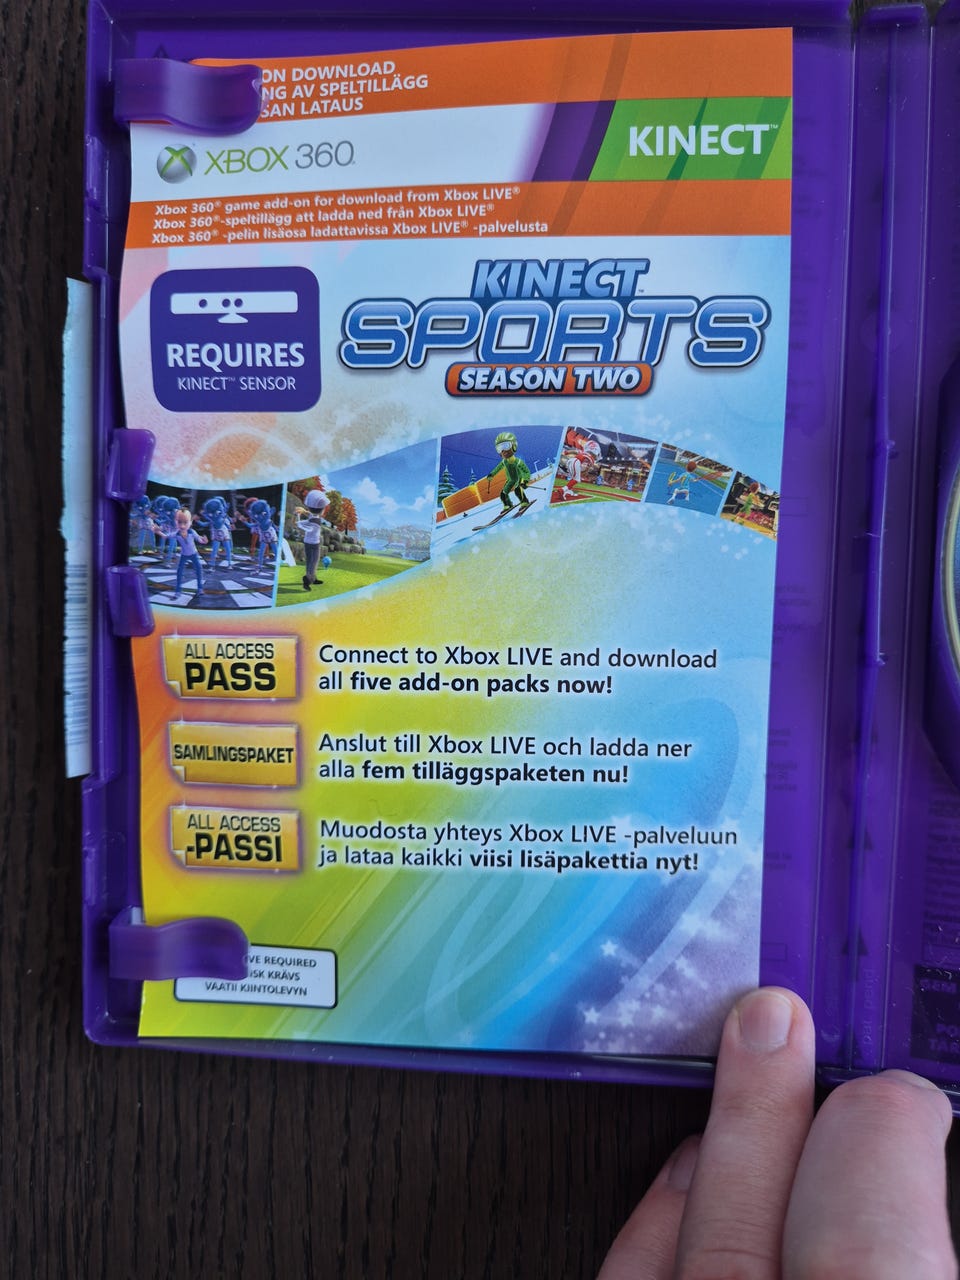 ON DOWNLOAD
NG AV SPELTILLÄGG
SAN LATAUS
XBOX 360
KINECT™
Xbox 360® game add-on for download from Xbox LIVE®
Xbox 360®-speltillägg att ladda ned från Xbox LIVE®
Xbox 360® -pelin lisäosa ladattavissa Xbox LIVE® -palvelusta
REQUIRES
KINECT™ SENSOR
KINECT™
SPORTS
SEASON TWO
ALL ACCESS
PASS
Connect to Xbox LIVE and download
all five add-on packs now!
SAMLINGSPAKET
Anslut till Xbox LIVE och ladda ner
alla fem tilläggspaketen nu!
ALL ACCESS
-PASSI
Muodosta yhteys Xbox LIVE -palveluun
ja lataa kaikki viisi lisäpakettia nyt!
VE REQUIRED
SK KRÄVS
VAATII KIINTOLEVYN